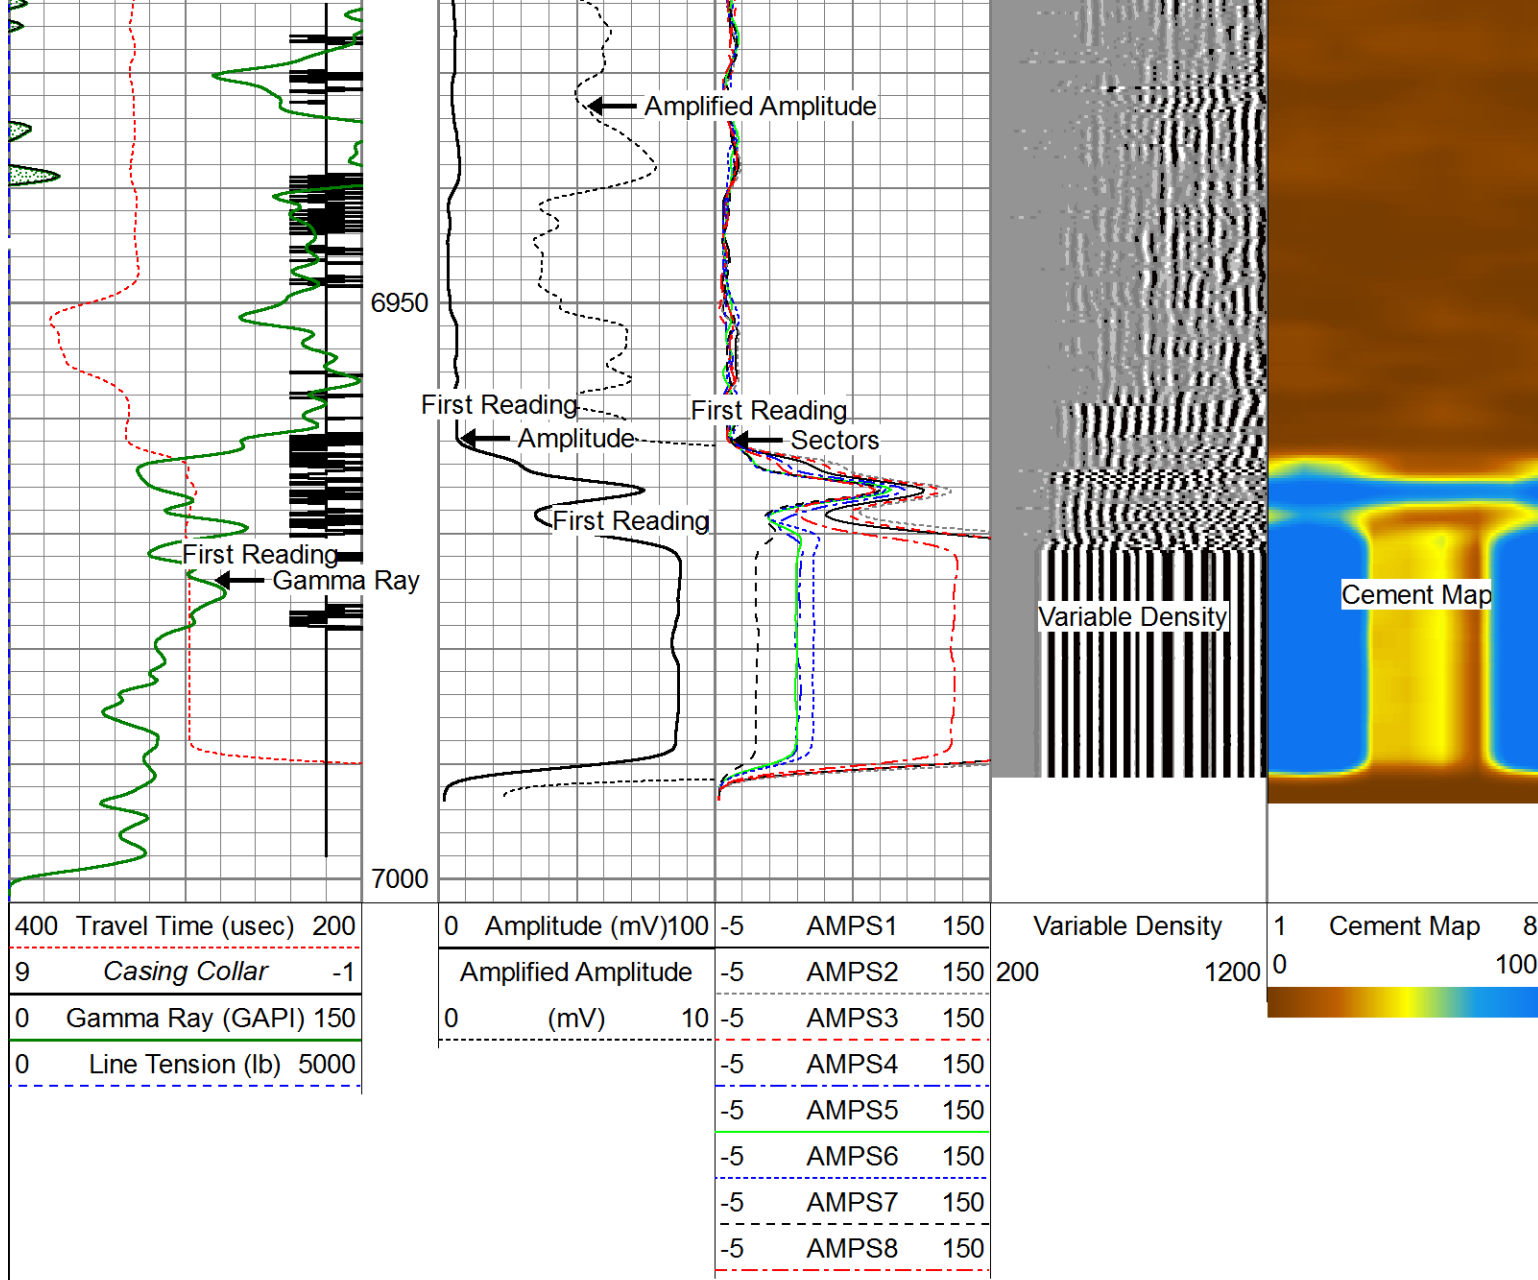 Amplified Amplitude
6950
First Reading
Amplitude
First Reading
Sectors
First Reading
First Reading
Gamma Ray
Variable Density
Cement Map
7000
400 Travel Time (usec) 200
9 Casing Collar -1
0 Gamma Ray (GAPI) 150
0 Line Tension (lb) 5000
0 Amplitude (mV) 100
Amplified Amplitude
0 (mV) 10
-5 AMPS1 150
-5 AMPS2 150
-5 AMPS3 150
-5 AMPS4 150
-5 AMPS5 150
-5 AMPS6 150
-5 AMPS7 150
-5 AMPS8 150
Variable Density
200 1200
1 Cement Map 8
0 100